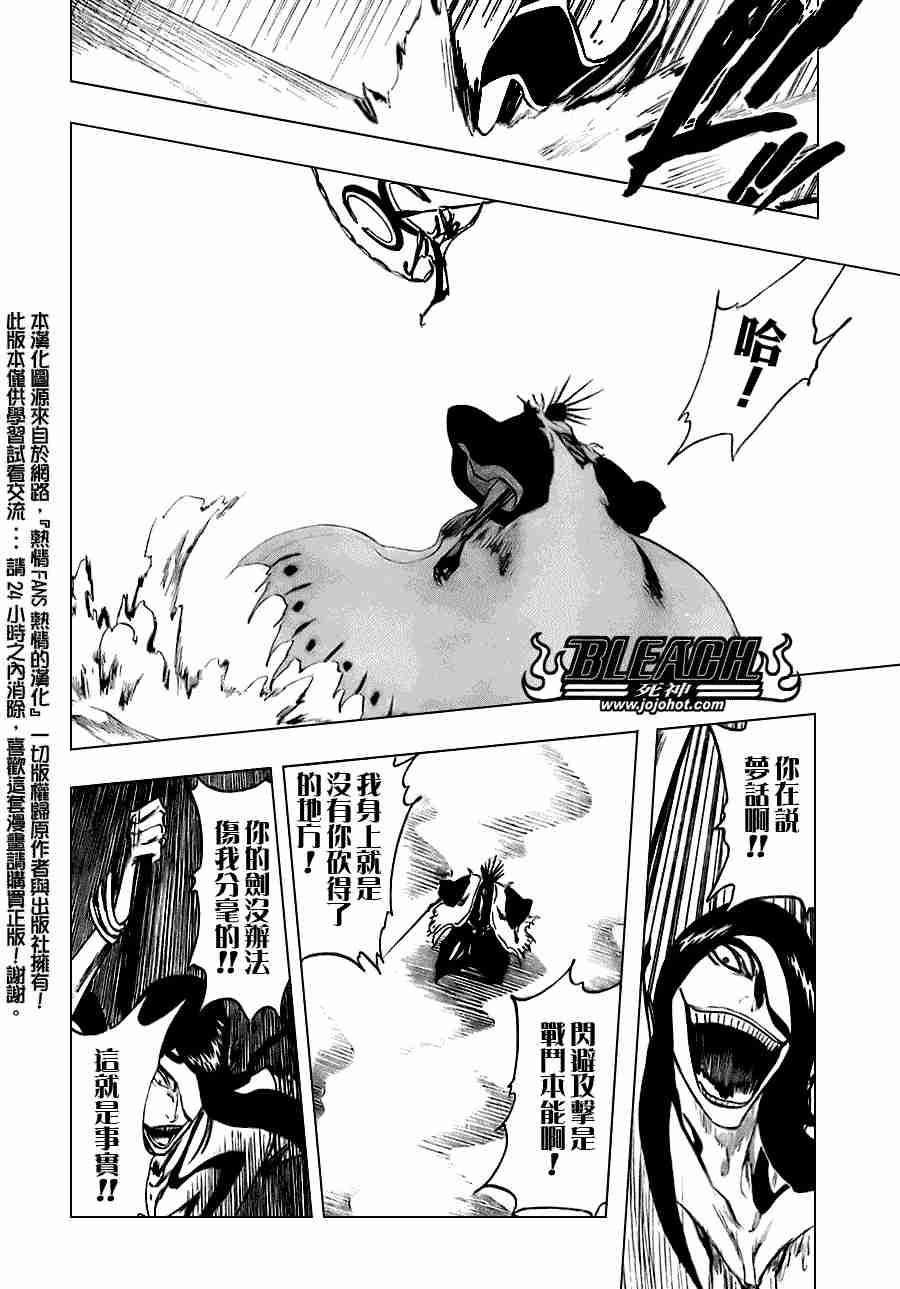 哈！
BLEACH
死神
www.jojohot.com
你在説
夢話啊!!
閃避攻擊是
戰鬥本能啊！
我身上就是
沒有你砍得了
的地方！
你的劍沒辦法
傷我分毫的!!
這就是事實!!
本漢化圖源來自於網路，『熱情FANS熱情的漢化』一切版權歸原作者與出版社擁有！
此版本僅供學習試看交流…請24小時之內消除，喜歡這套漫畫請購買正版！謝謝。